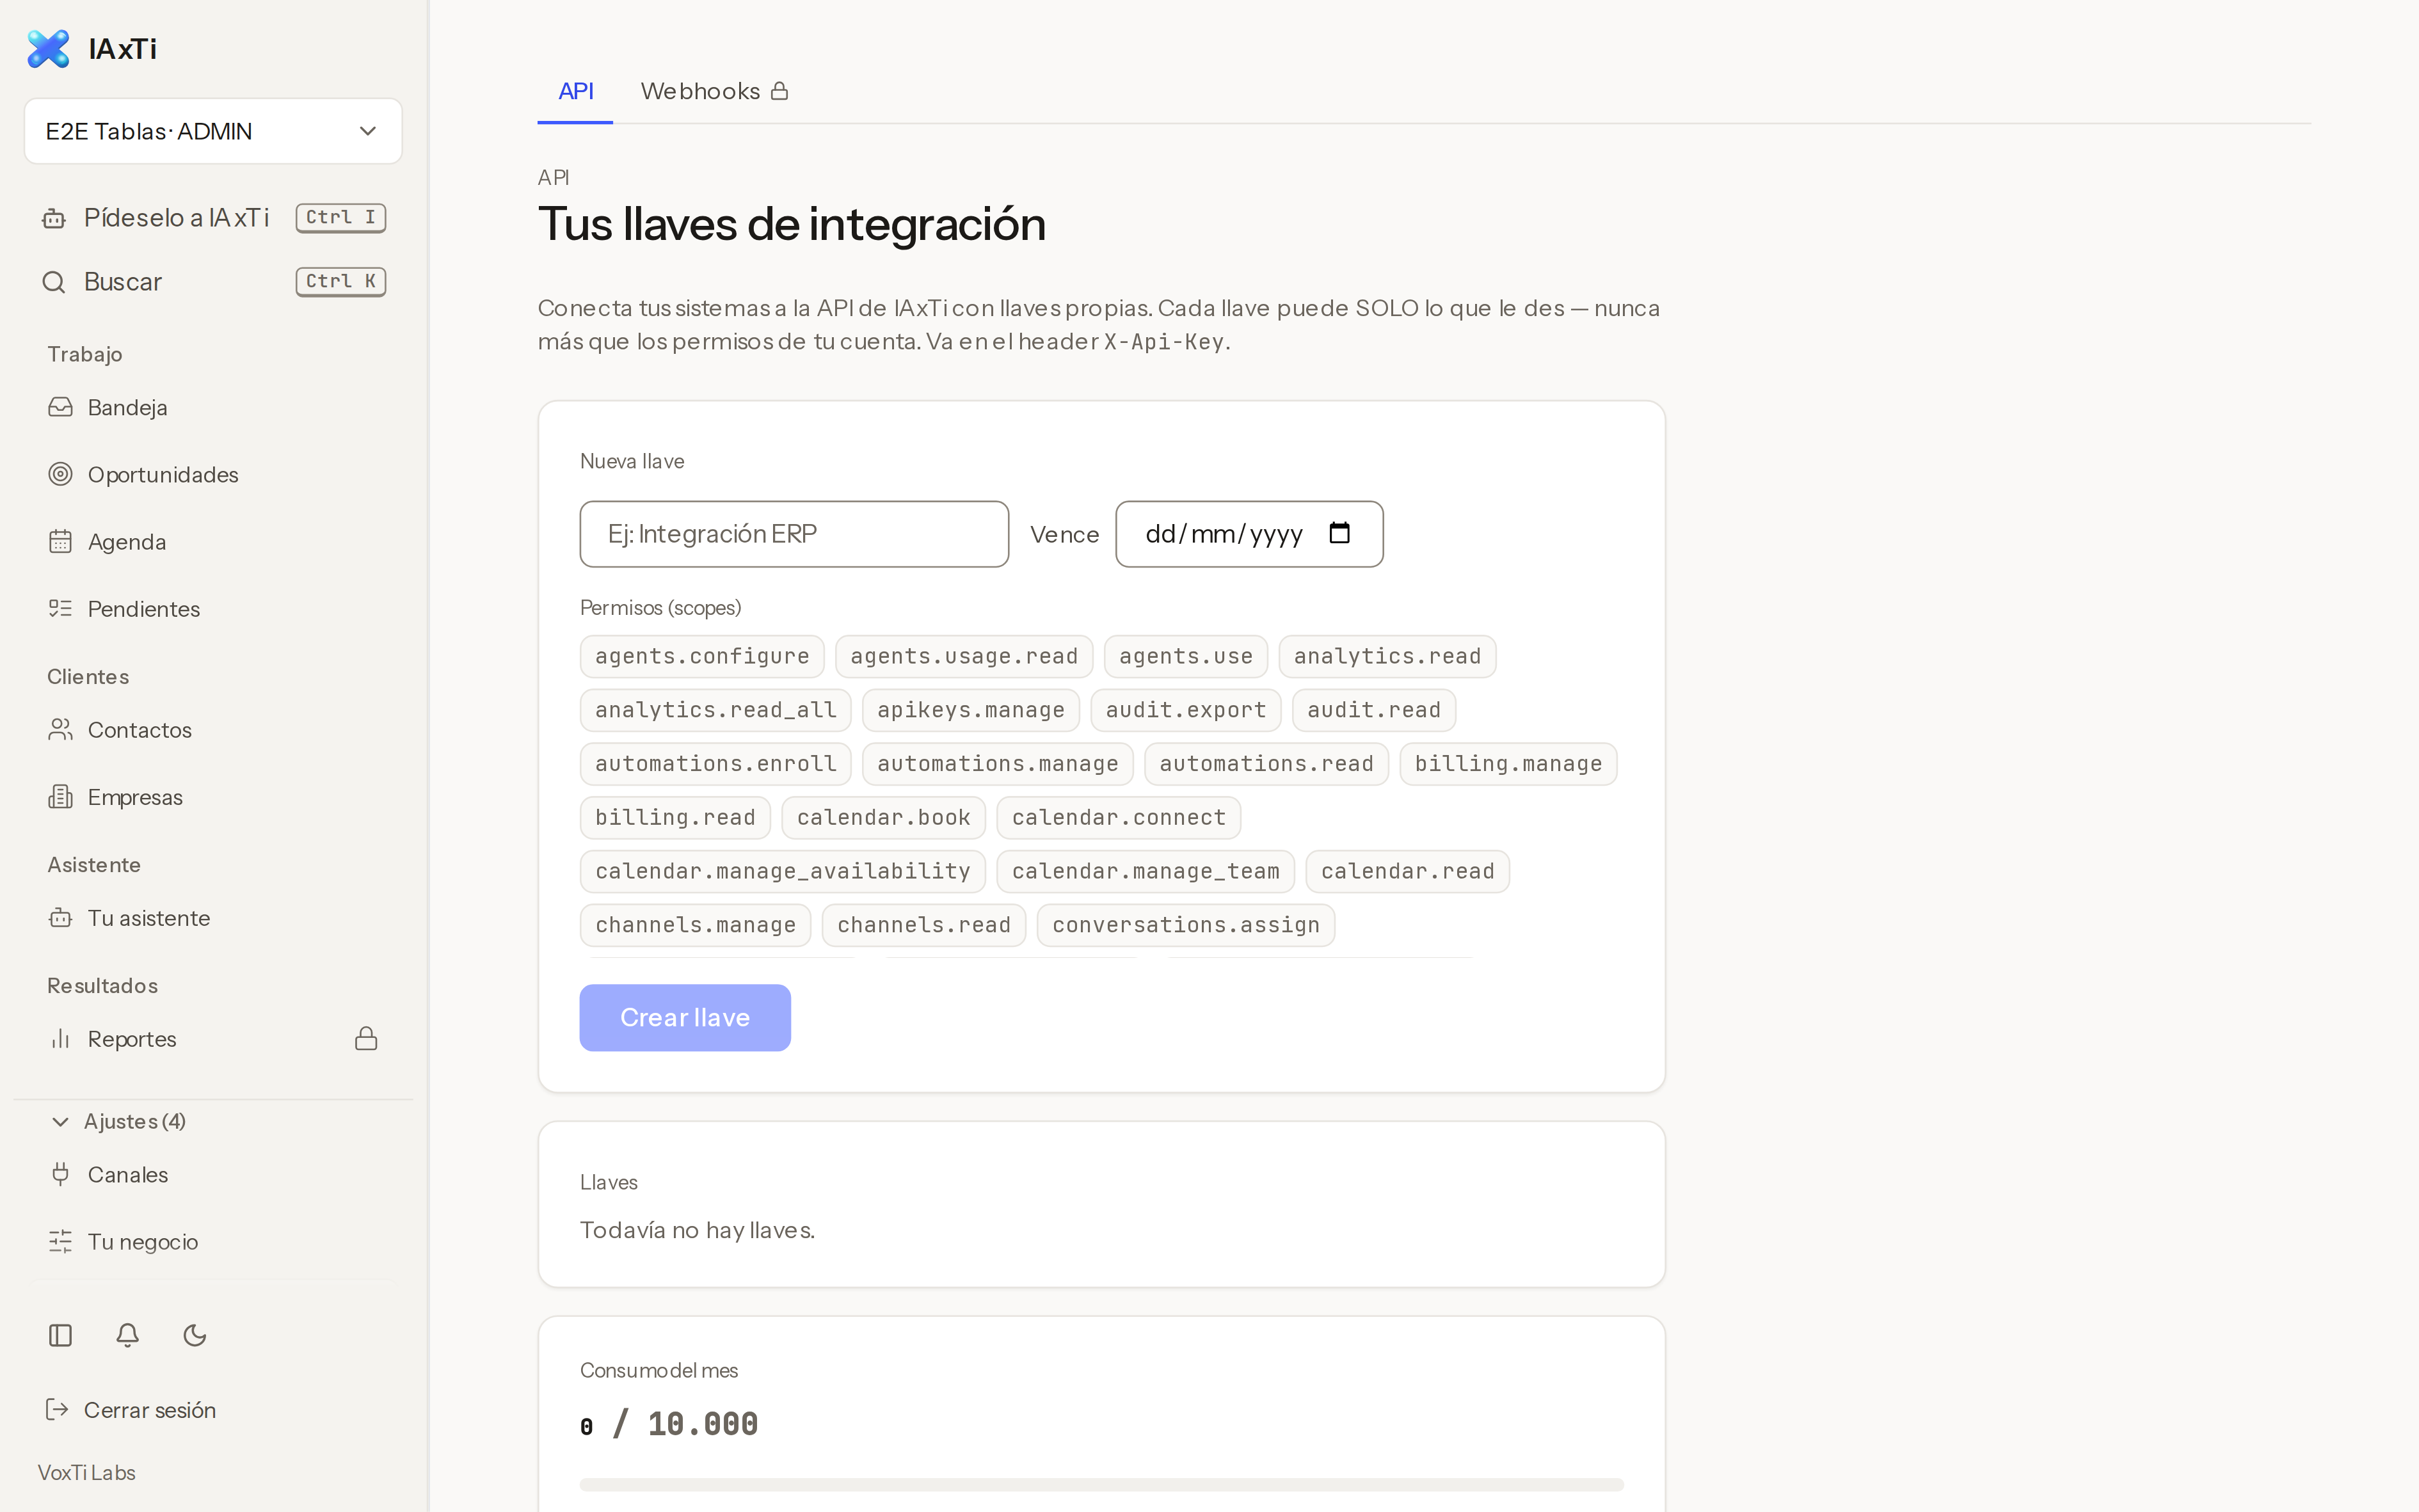 IAxTi
E2E Tablas · ADMIN
Pídeselo a IAxTi
Ctrl I
Buscar
Ctrl K
Trabajo
Bandeja
Oportunidades
Agenda
Pendientes
Clientes
Contactos
Empresas
Asistente
Tu asistente
Resultados
Reportes
Ajustes (4)
Canales
Tu negocio
Cerrar sesión
VoxTi Labs
API
Webhooks
API
Tus llaves de integración
Conecta tus sistemas a la API de IAxTi con llaves propias. Cada llave puede SOLO lo que le des — nunca
más que los permisos de tu cuenta. Va en el header X-Api-Key.
Nueva llave
Ej: Integración ERP
Vence
dd/mm/yyyy
Permisos (scopes)
agents.configure agents.usage.read agents.use analytics.read
analytics.read_all apikeys.manage audit.export audit.read
automations.enroll automations.manage automations.read billing.manage
billing.read calendar.book calendar.connect
calendar.manage_availability calendar.manage_team calendar.read
channels.manage channels.read conversations.assign
Crear llave
Llaves
Todavía no hay llaves.
Consumo del mes
0 / 10.000